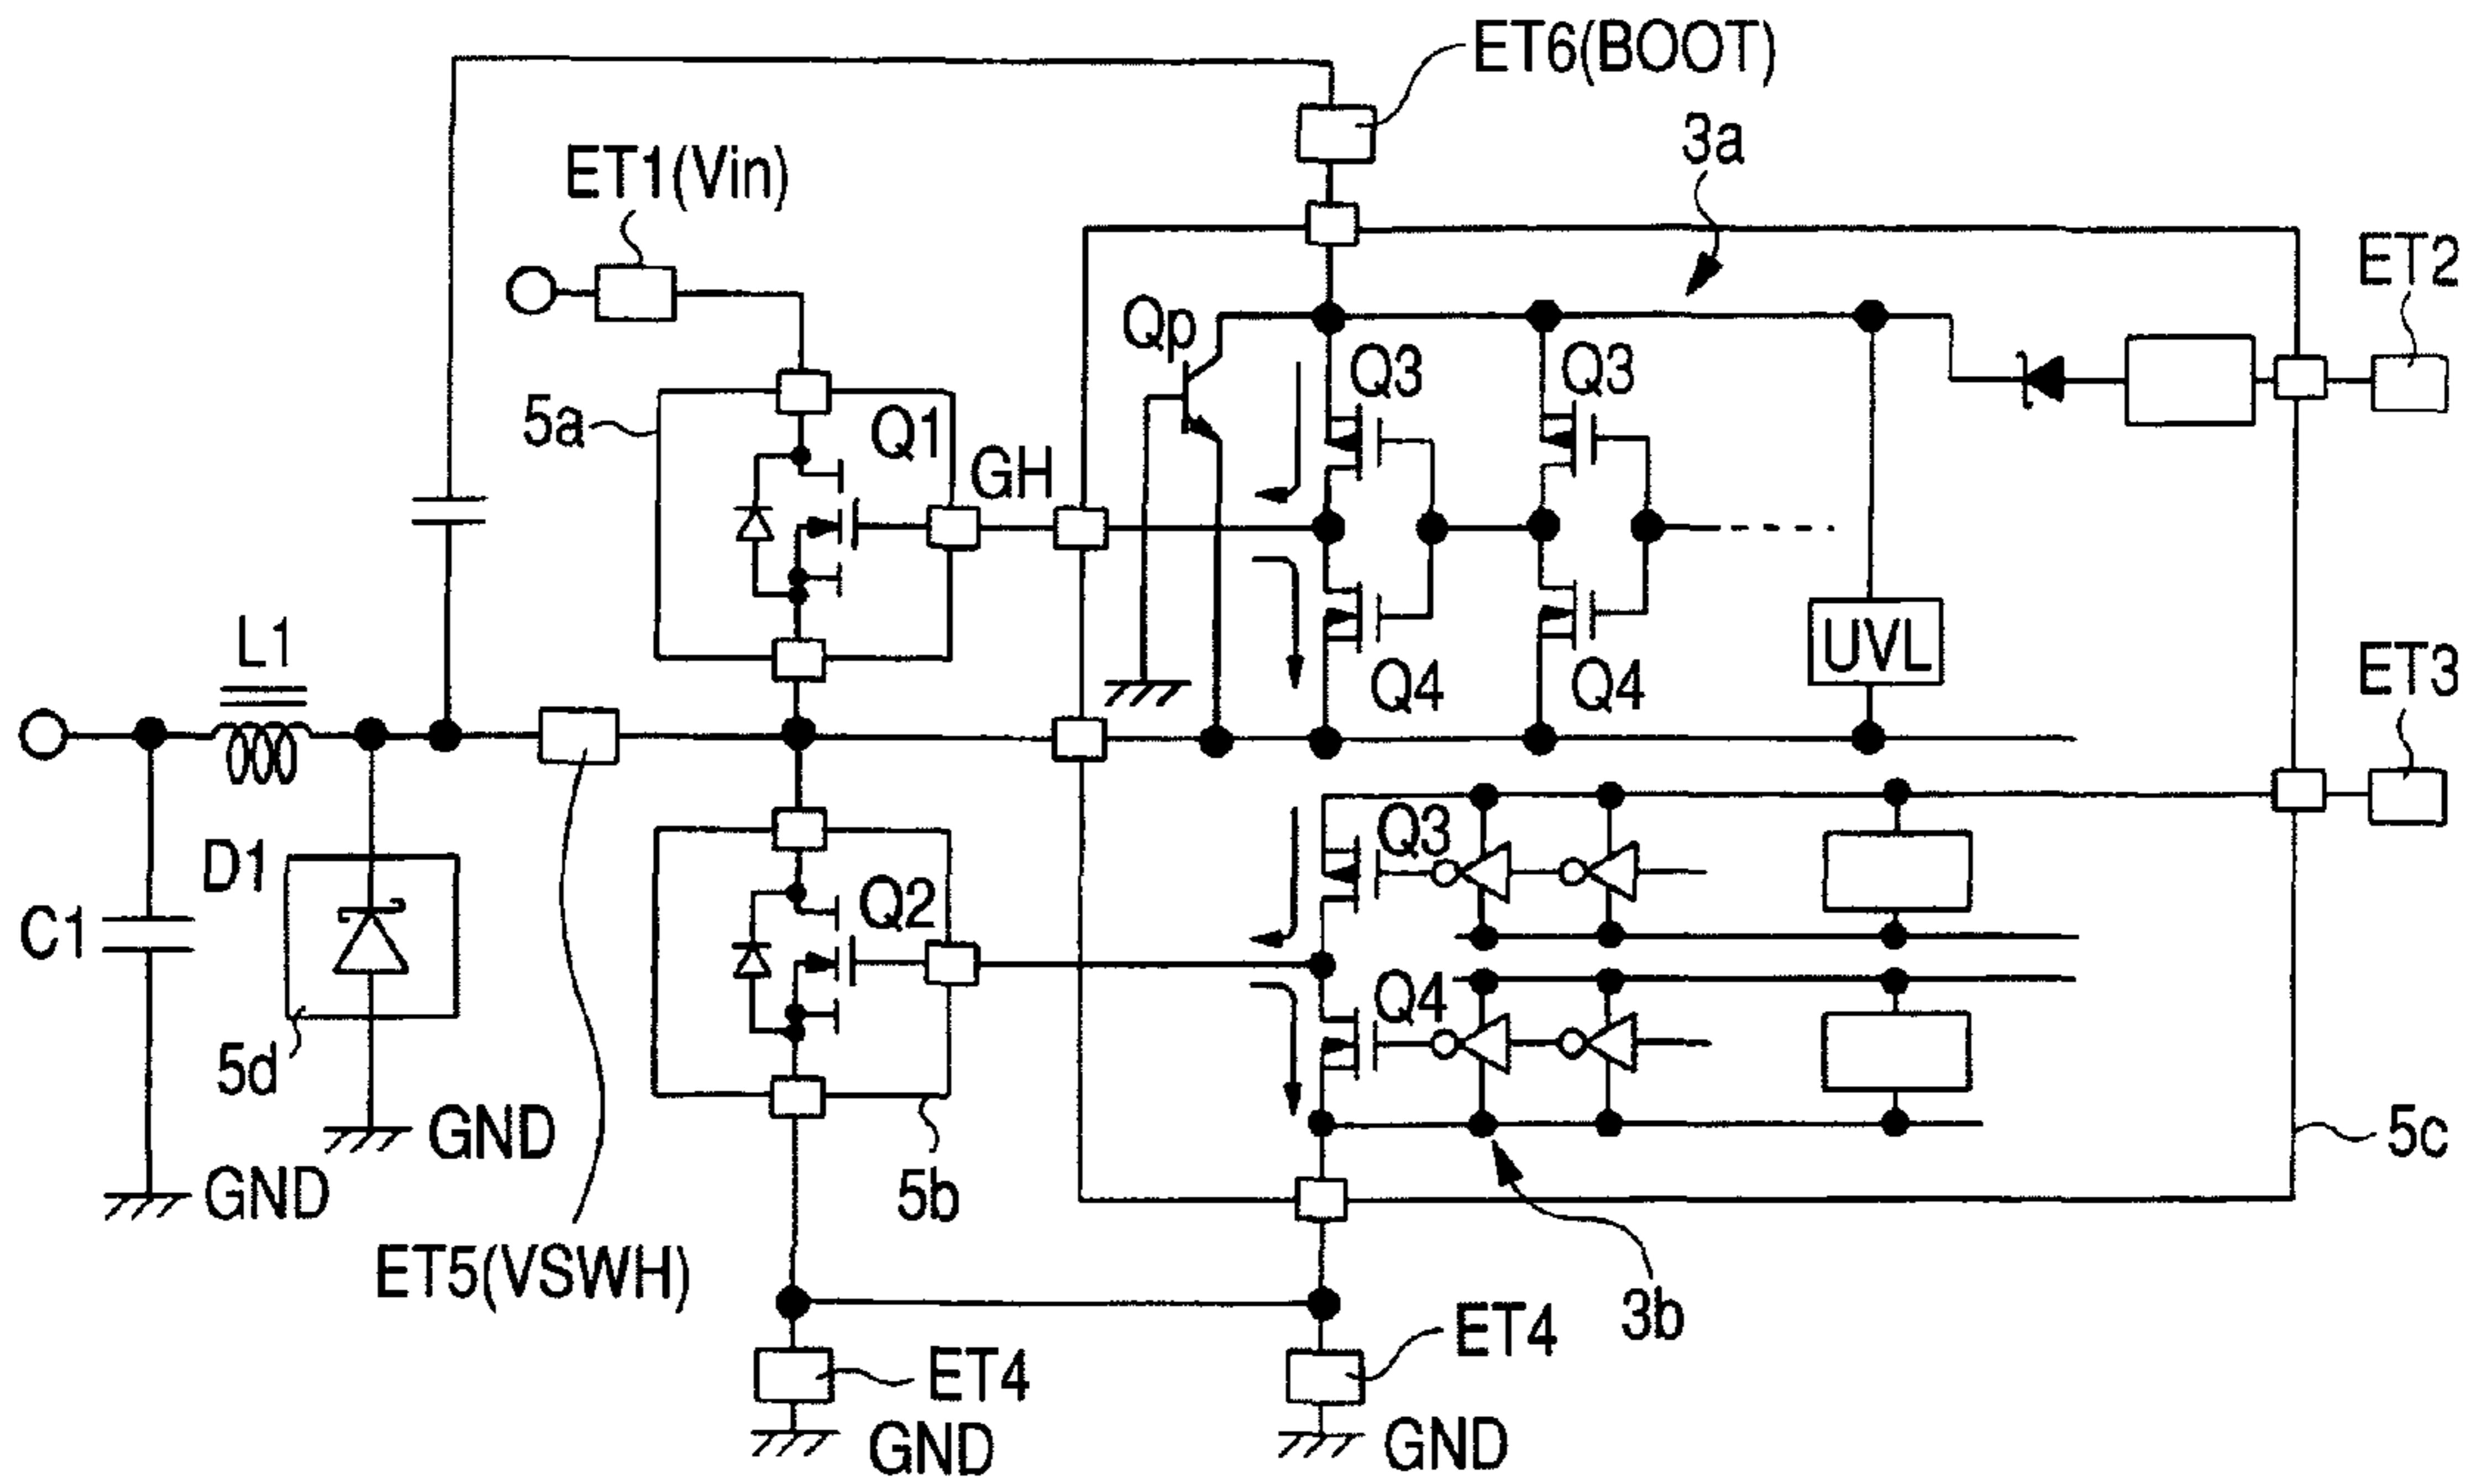 ET6(BOOT)
3a
ET1(Vin)
ET2
Qp
Q3
Q3
5a
Q1
GH
UVL
L1
Q4
Q4
ET3
D1
Q3
C1
Q2
Q4
5d
GND
5c
GND
5b
ET5(VSWH)
3b
ET4
ET4
GND
GND